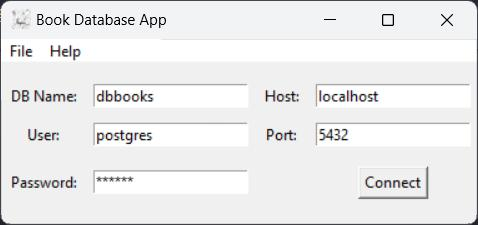 Book Database App
File Help
DB Name: dbbooks Host: localhost
User: postgres Port: 5432
Password: ******
Connect